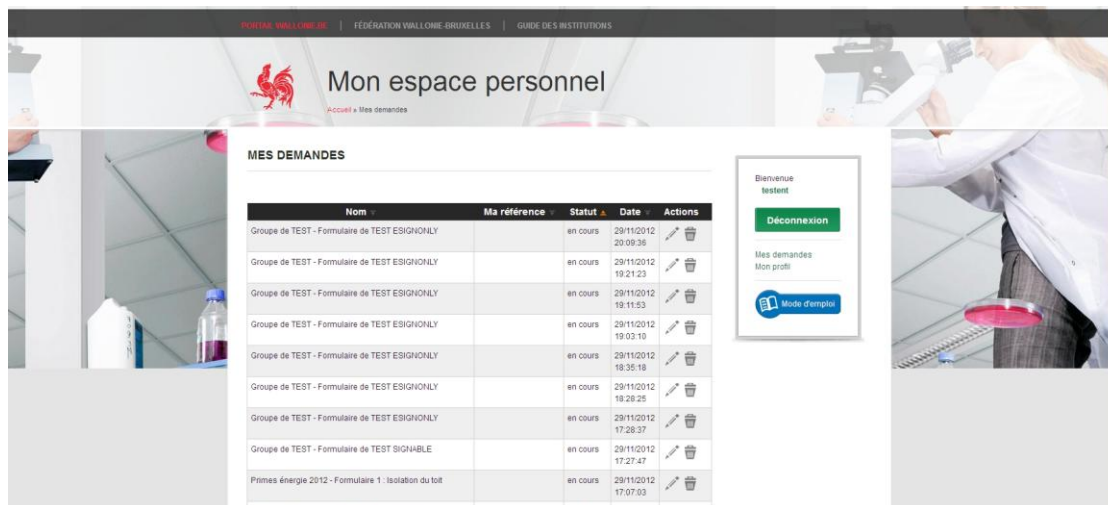 PORTAIL WALLONIE.BE | FÉDÉRATION WALLONIE-BRUXELLES | GUIDE DES INSTITUTIONS
Mon espace personnel
Accueil » Mes demandes
MES DEMANDES
Nom Ma référence Statut Date Actions
Groupe de TEST - Formulaire de TEST ESIGNONLY en cours 29/11/2012
20:09:36
Groupe de TEST - Formulaire de TEST ESIGNONLY en cours 29/11/2012
19:21:23
Groupe de TEST - Formulaire de TEST ESIGNONLY en cours 29/11/2012
19:11:53
Groupe de TEST - Formulaire de TEST ESIGNONLY en cours 29/11/2012
19:03:10
Groupe de TEST - Formulaire de TEST ESIGNONLY en cours 29/11/2012
18:35:18
Groupe de TEST - Formulaire de TEST ESIGNONLY en cours 29/11/2012
18:28:25
Groupe de TEST - Formulaire de TEST ESIGNONLY en cours 29/11/2012
17:28:37
Groupe de TEST - Formulaire de TEST SIGNABLE en cours 29/11/2012
17:27:47
Primes énergie 2012 - Formulaire 1 : Isolation du toit en cours 29/11/2012
17:07:03
Bienvenue
testent
Déconnexion
Mes demandes
Mon profil
Mode d'emploi